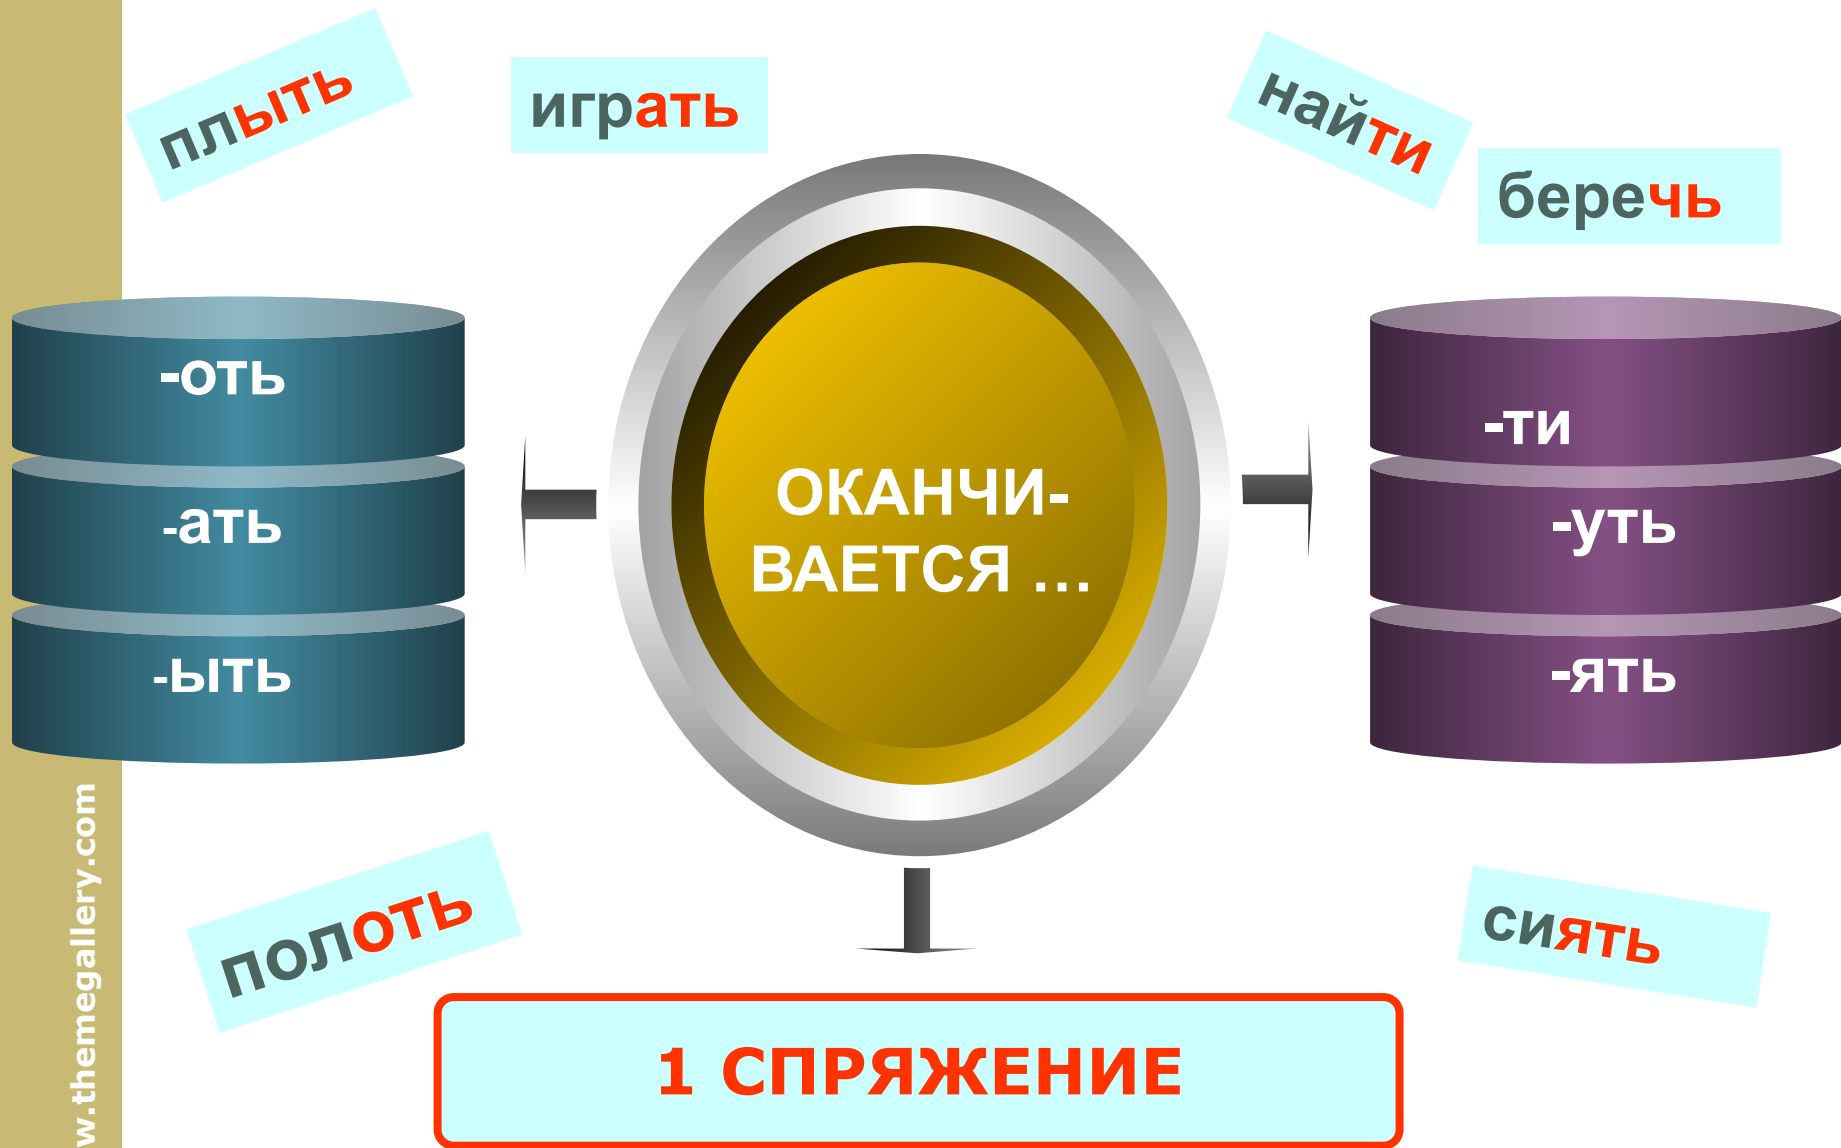 плыть
играть
найти
беречь
-оть
-ать
-ыть
ОКАНЧИ-
ВАЕТСЯ ...
-ти
-уть
-ять
полоть
сиять
1 СПРЯЖЕНИЕ
w.themegallery.com